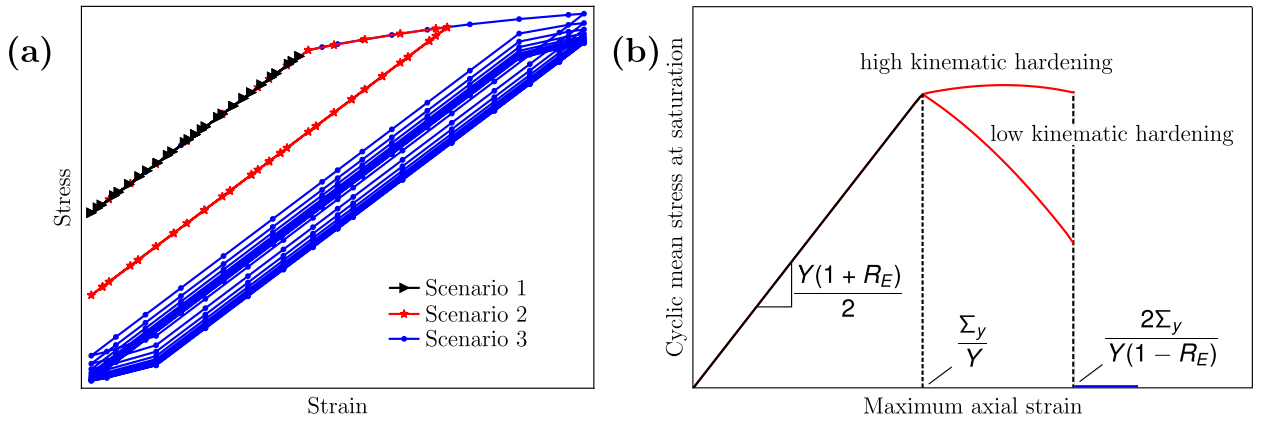 (a)
Stress
Strain
Scenario 1
Scenario 2
Scenario 3
(b)
Cyclic mean stress at saturation
Maximum axial strain
high kinematic hardening
low kinematic hardening
Y(1 + R_E)
2
Σ_y
Y
2Σ_y
Y(1 − R_E)